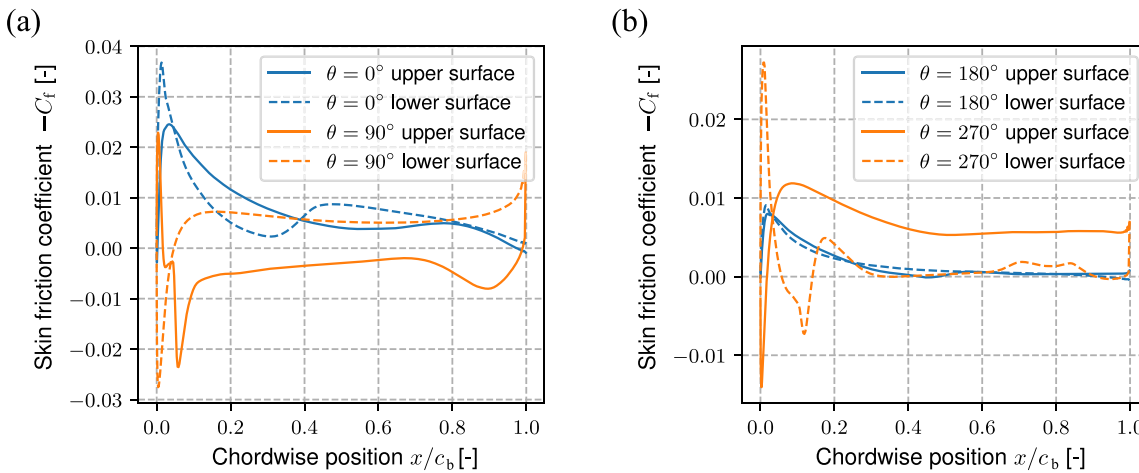 (a)
Skin friction coefficient −C_f [-]
0.04
0.03
0.02
0.01
0.00
−0.01
−0.02
−0.03
θ = 0° upper surface
θ = 0° lower surface
θ = 90° upper surface
θ = 90° lower surface
0.0 0.2 0.4 0.6 0.8 1.0
Chordwise position x/c_b [-]
(b)
Skin friction coefficient −C_f [-]
0.02
0.01
0.00
−0.01
θ = 180° upper surface
θ = 180° lower surface
θ = 270° upper surface
θ = 270° lower surface
0.0 0.2 0.4 0.6 0.8 1.0
Chordwise position x/c_b [-]